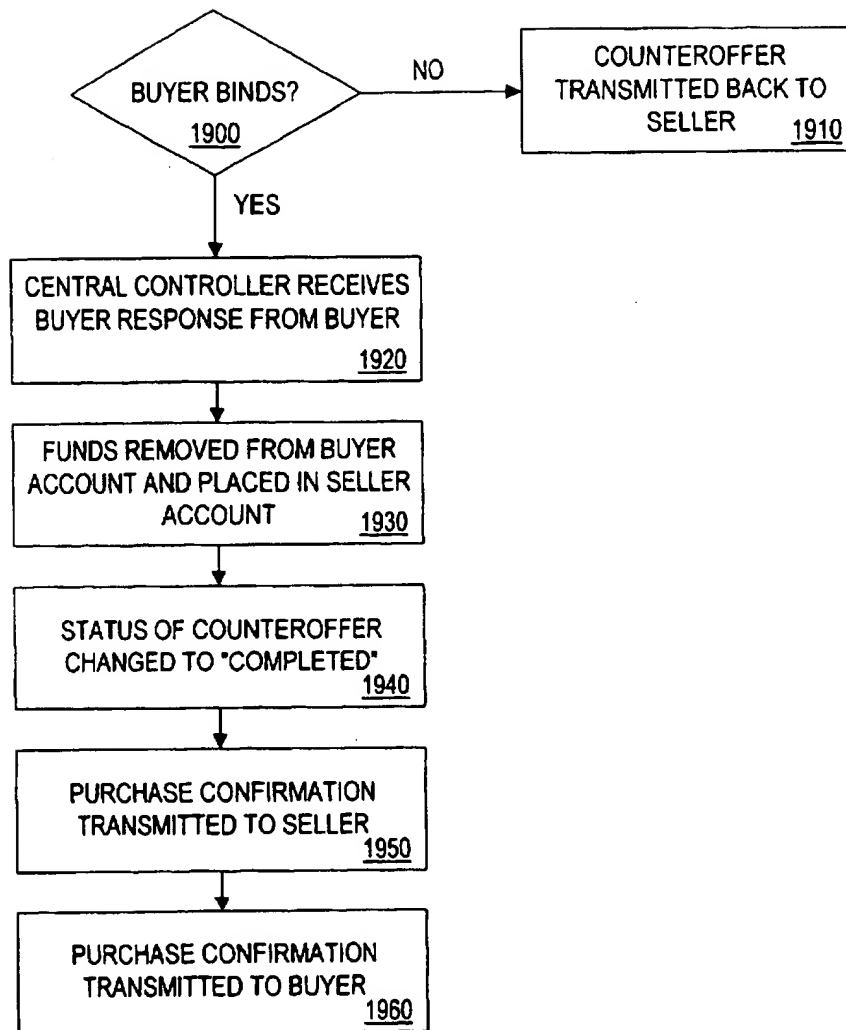 BUYER BINDS?
1900
NO
COUNTEROFFER
TRANSMITTED BACK TO
SELLER
1910
YES
CENTRAL CONTROLLER RECEIVES
BUYER RESPONSE FROM BUYER
1920
FUNDS REMOVED FROM BUYER
ACCOUNT AND PLACED IN SELLER
ACCOUNT
1930
STATUS OF COUNTEROFFER
CHANGED TO "COMPLETED"
1940
PURCHASE CONFIRMATION
TRANSMITTED TO SELLER
1950
PURCHASE CONFIRMATION
TRANSMITTED TO BUYER
1960